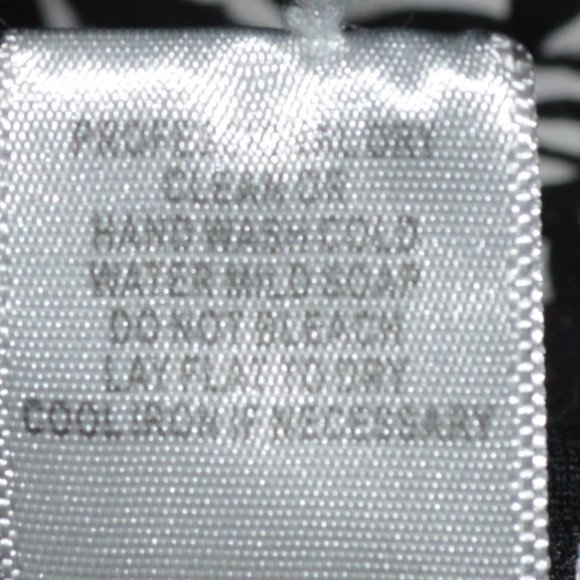 PROFESSIONAL DRY
CLEAN OR
HAND WASH COLD
WATER MILD SOAP
DO NOT BLEACH
LAY FLAT TO DRY
COOL IRON IF NECESSARY